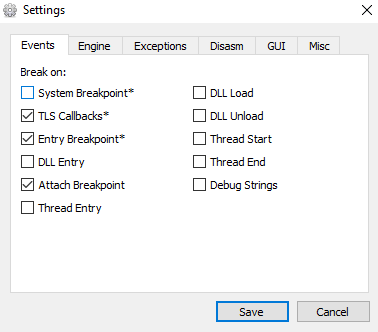 Settings
Events Engine Exceptions Disasm GUI Misc
Break on:
System Breakpoint*
TLS Callbacks*
Entry Breakpoint*
DLL Entry
Attach Breakpoint
Thread Entry
DLL Load
DLL Unload
Thread Start
Thread End
Debug Strings
Save Cancel